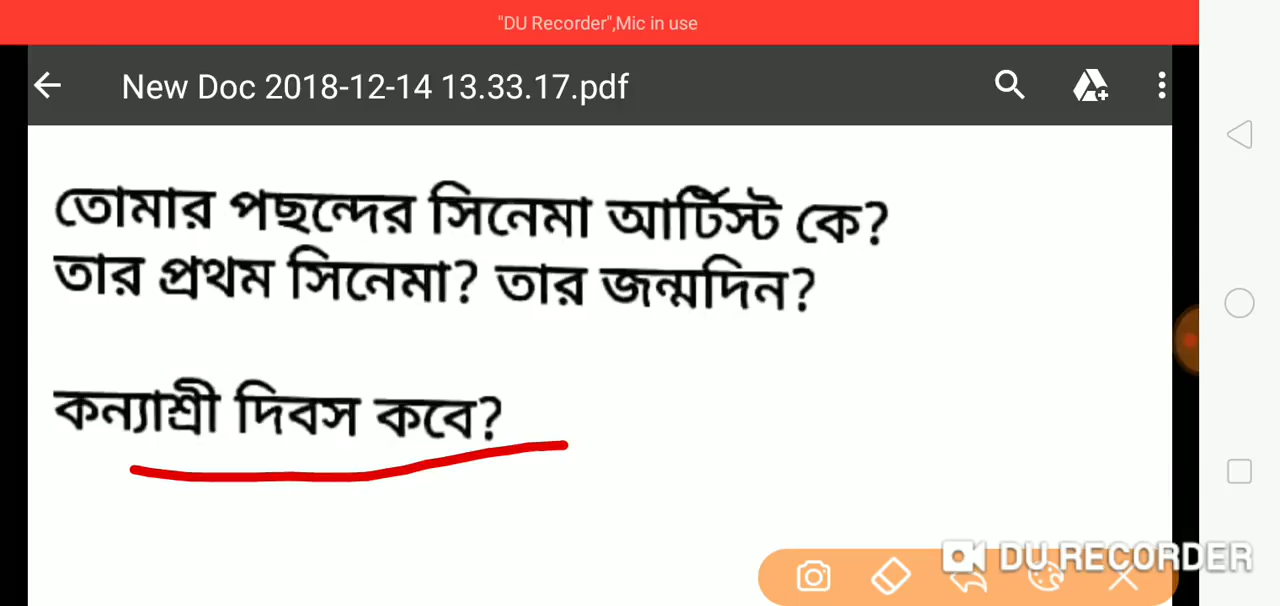 "DU Recorder",Mic in use
New Doc 2018-12-14 13.33.17.pdf
তোমার পছন্দের সিনেমা আর্টিস্ট কে?
তার প্রথম সিনেমা? তার জন্মদিন?
কন্যাশ্রী দিবস কবে?
DU RECORDER